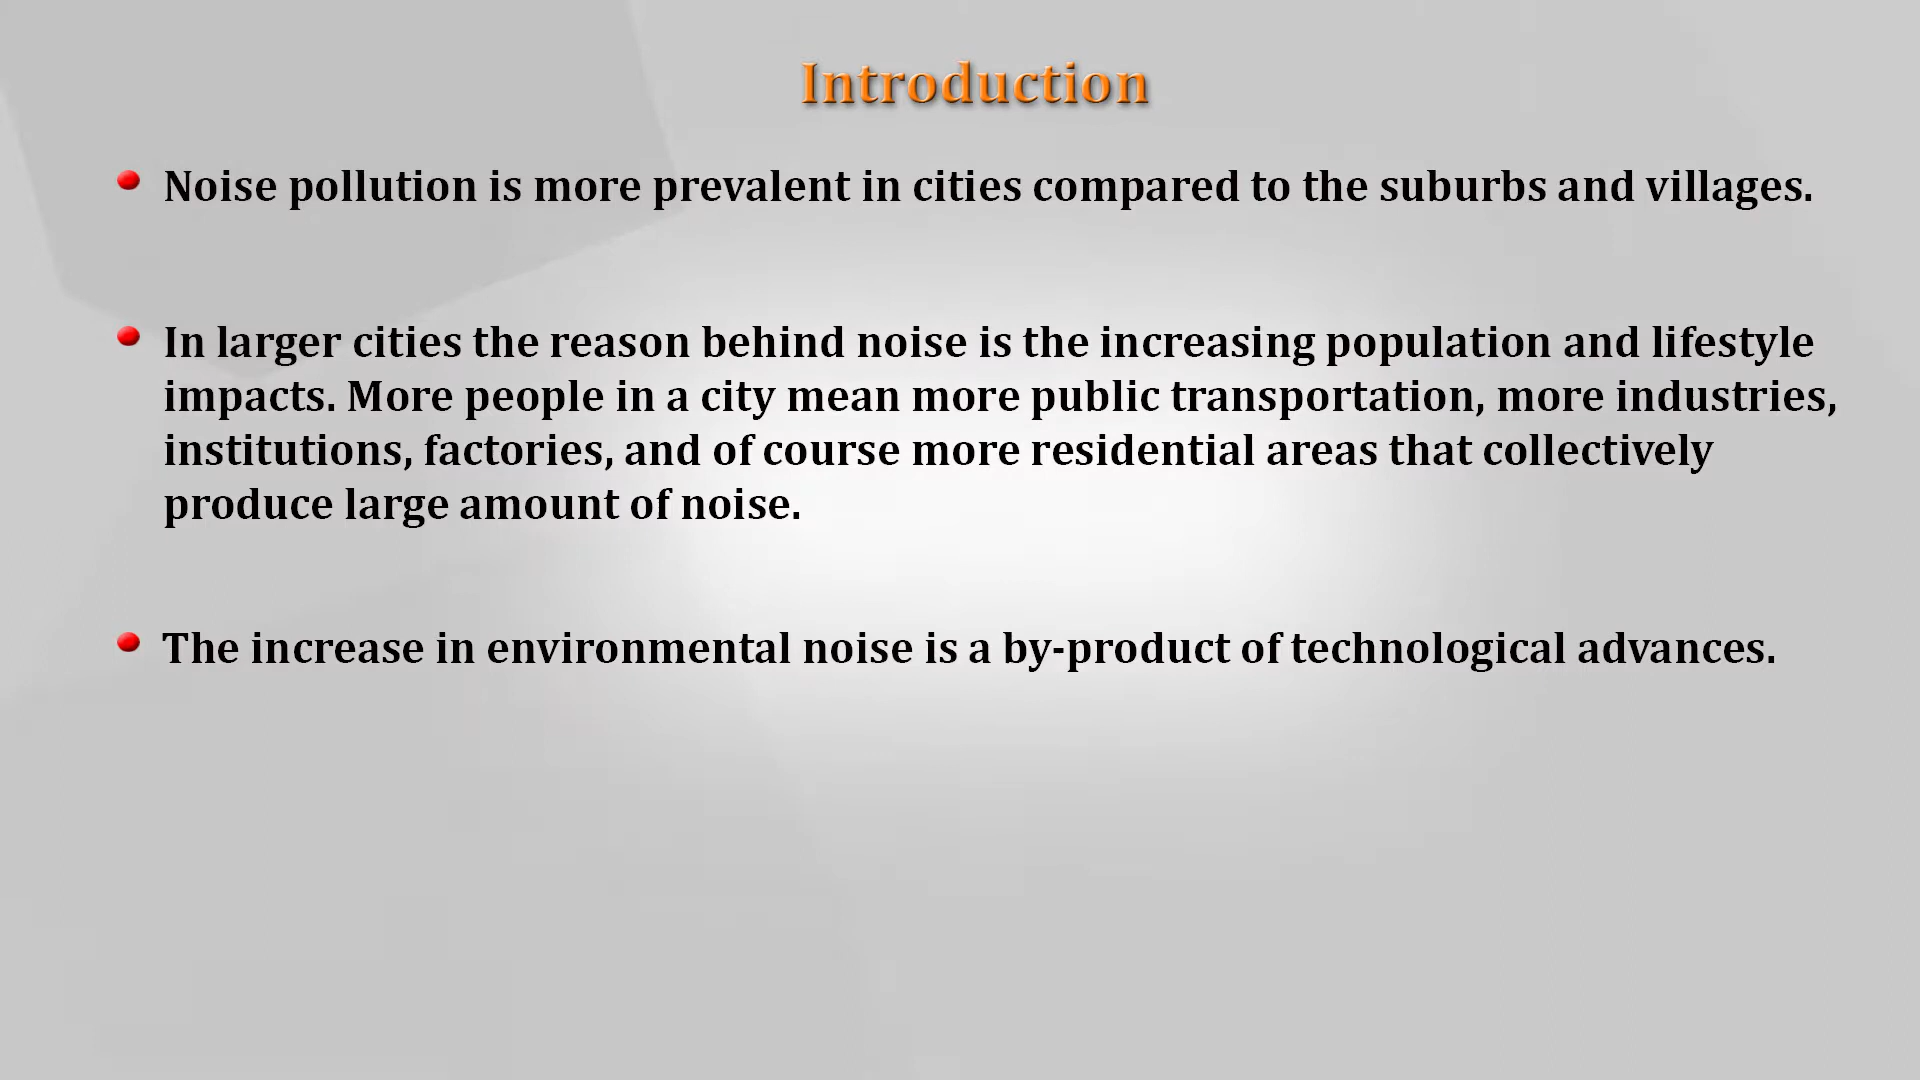 Introduction
Noise pollution is more prevalent in cities compared to the suburbs and villages.
In larger cities the reason behind noise is the increasing population and lifestyle
impacts. More people in a city mean more public transportation, more industries,
institutions, factories, and of course more residential areas that collectively
produce large amount of noise.
The increase in environmental noise is a by-product of technological advances.